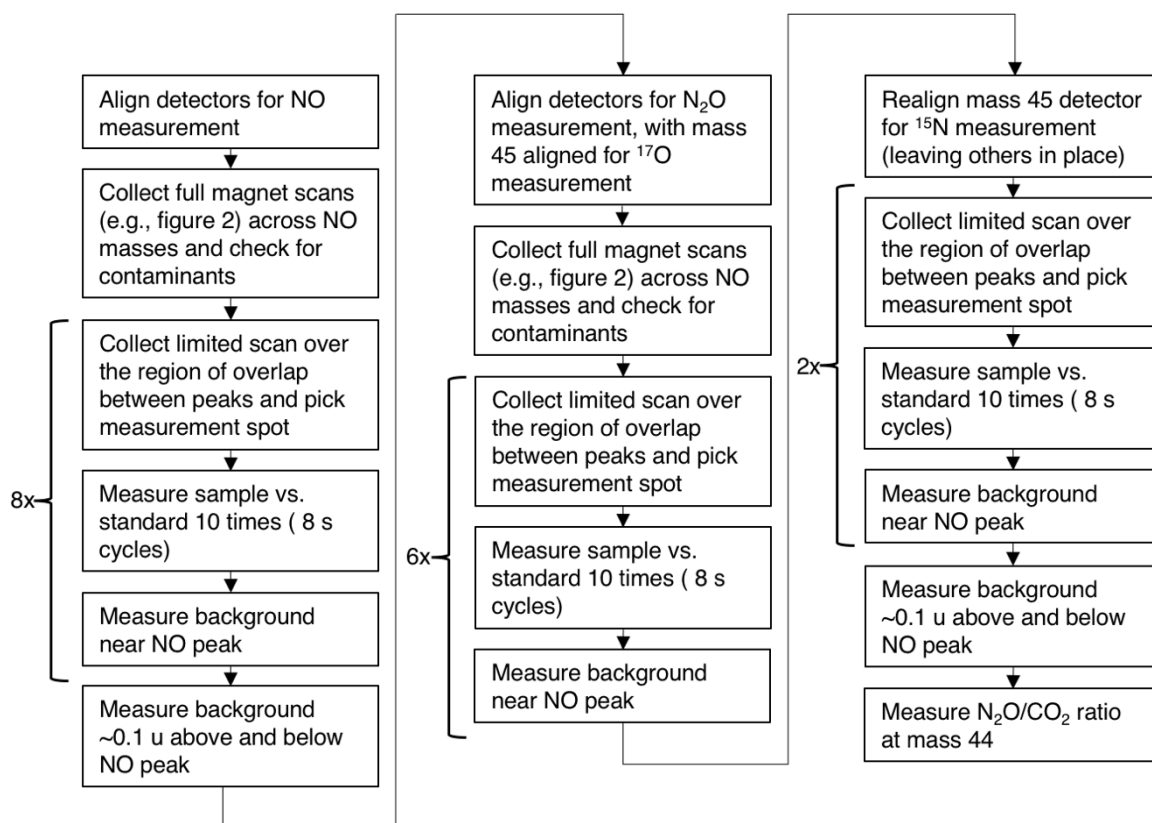 Align detectors for NO
measurement
Collect full magnet scans
(e.g., figure 2) across NO
masses and check for
contaminants
8x
Collect limited scan over
the region of overlap
between peaks and pick
measurement spot
Measure sample vs.
standard 10 times ( 8 s
cycles)
Measure background
near NO peak
Measure background
~0.1 u above and below
NO peak
Align detectors for N₂O
measurement, with mass
45 aligned for ¹⁷O
measurement
Collect full magnet scans
(e.g., figure 2) across NO
masses and check for
contaminants
6x
Collect limited scan over
the region of overlap
between peaks and pick
measurement spot
Measure sample vs.
standard 10 times ( 8 s
cycles)
Measure background
near NO peak
Realign mass 45 detector
for ¹⁵N measurement
(leaving others in place)
2x
Collect limited scan over
the region of overlap
between peaks and pick
measurement spot
Measure sample vs.
standard 10 times ( 8 s
cycles)
Measure background
near NO peak
Measure background
~0.1 u above and below
NO peak
Measure N₂O/CO₂ ratio
at mass 44